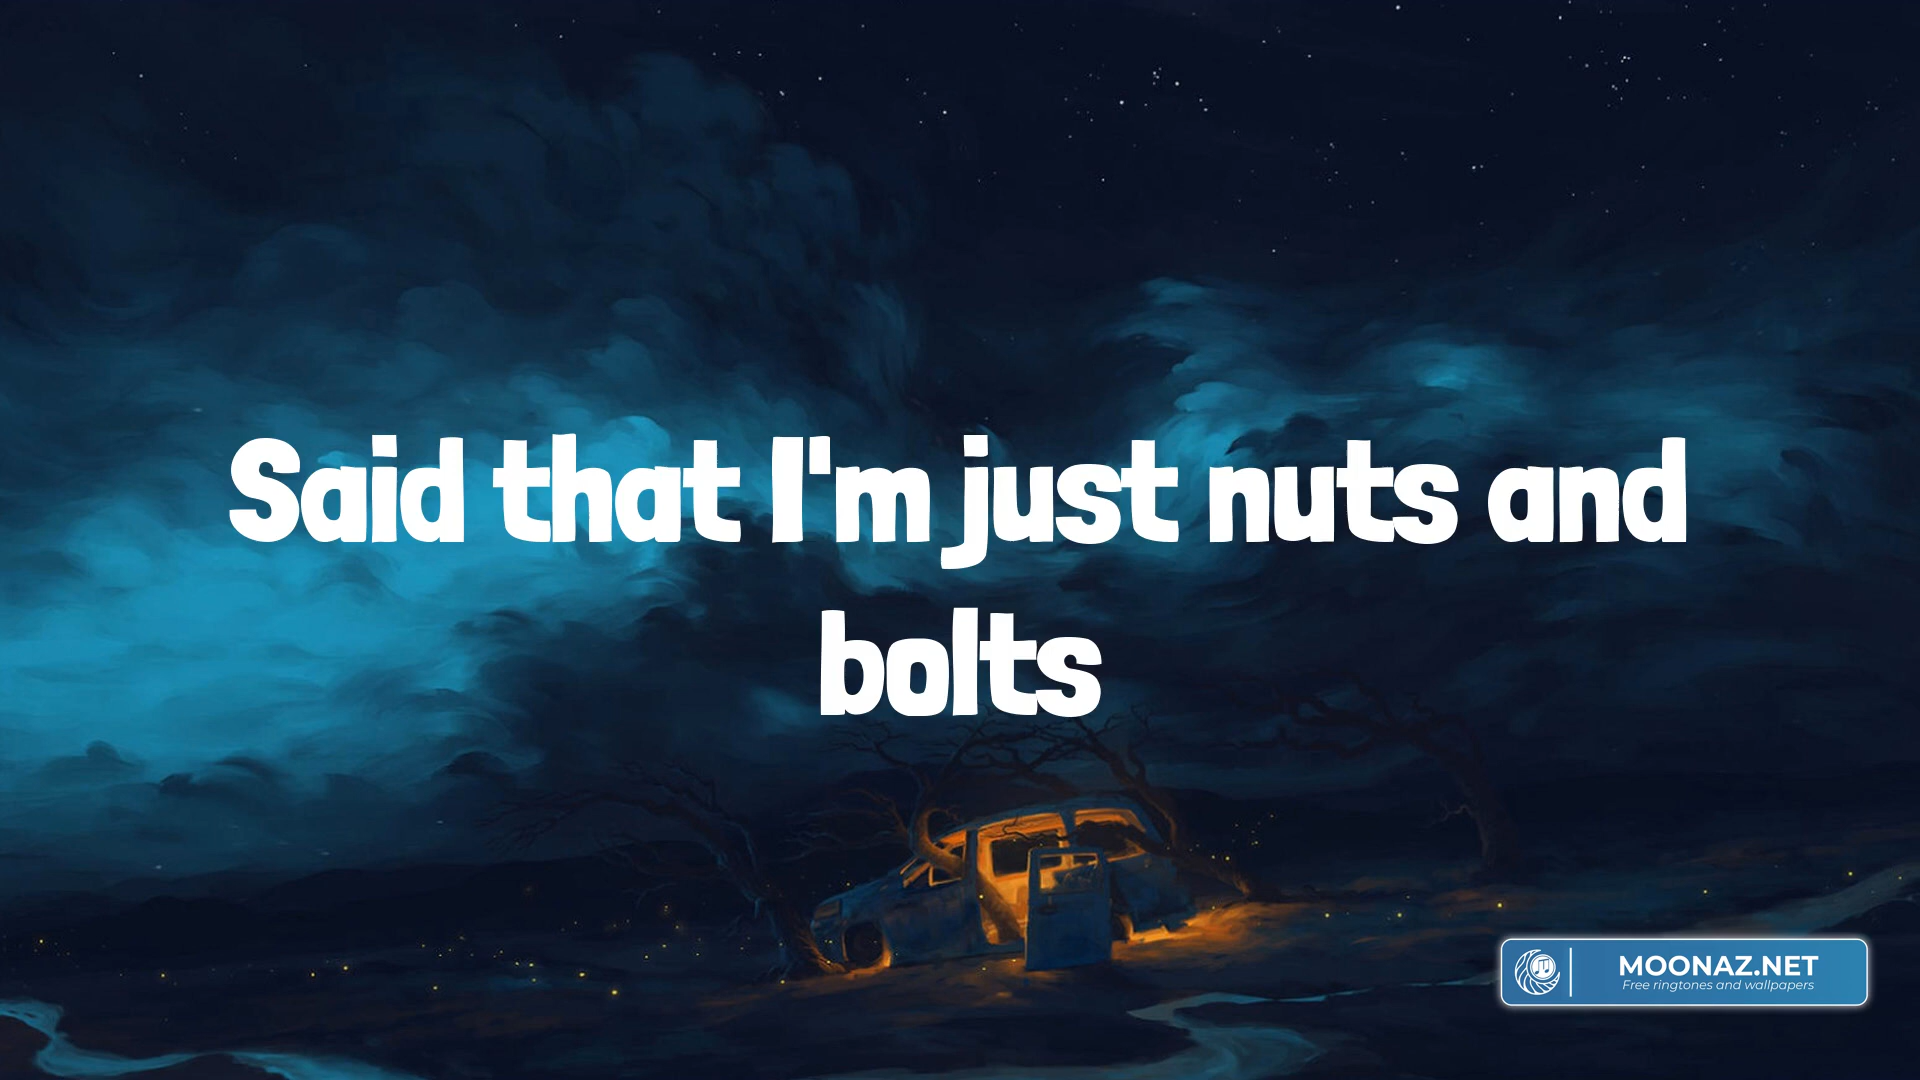 Said that I'm just nuts and
bolts
MOONAZ.NET
Free ringtones and wallpapers